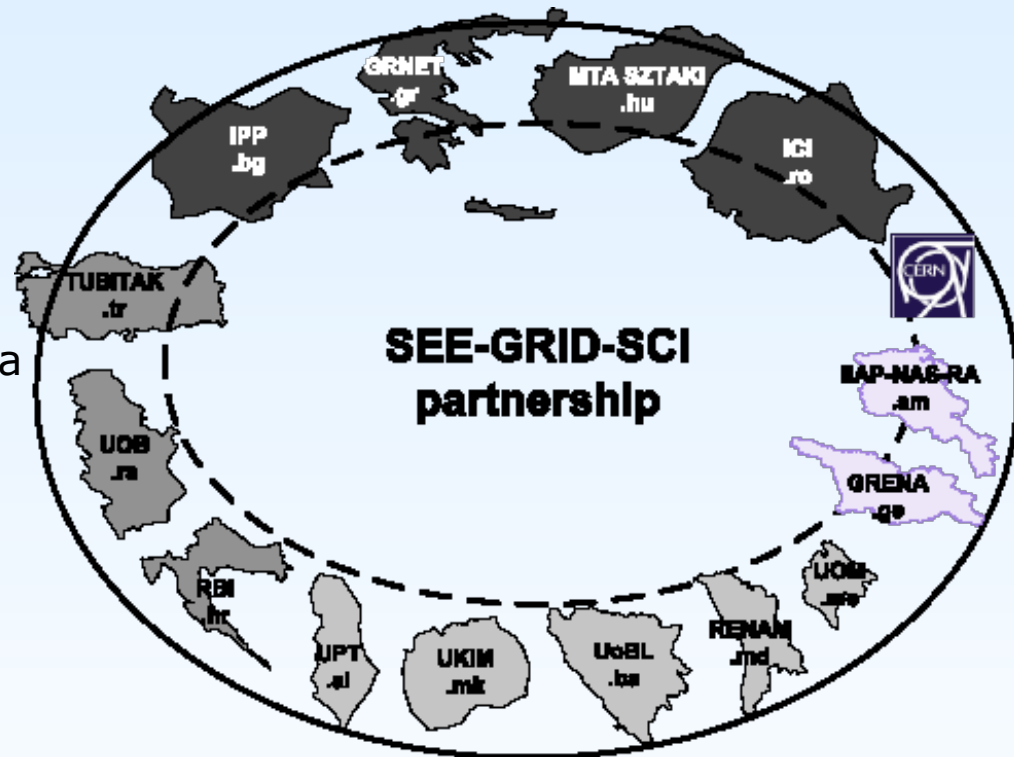 GRNET
.gr
MTA SZTAKI
.hu
IPP
.bg
ICI
.ro
CERN
TUBITAK
.tr
a
SEE-GRID-SCI
partnership
IIAP-NAS-RA
.am
UOB
.rs
GRENA
.ge
RBI
.hr
UOM
.me
UPT
.al
UKIM
.mk
UoBL
.ba
RENAM
.md